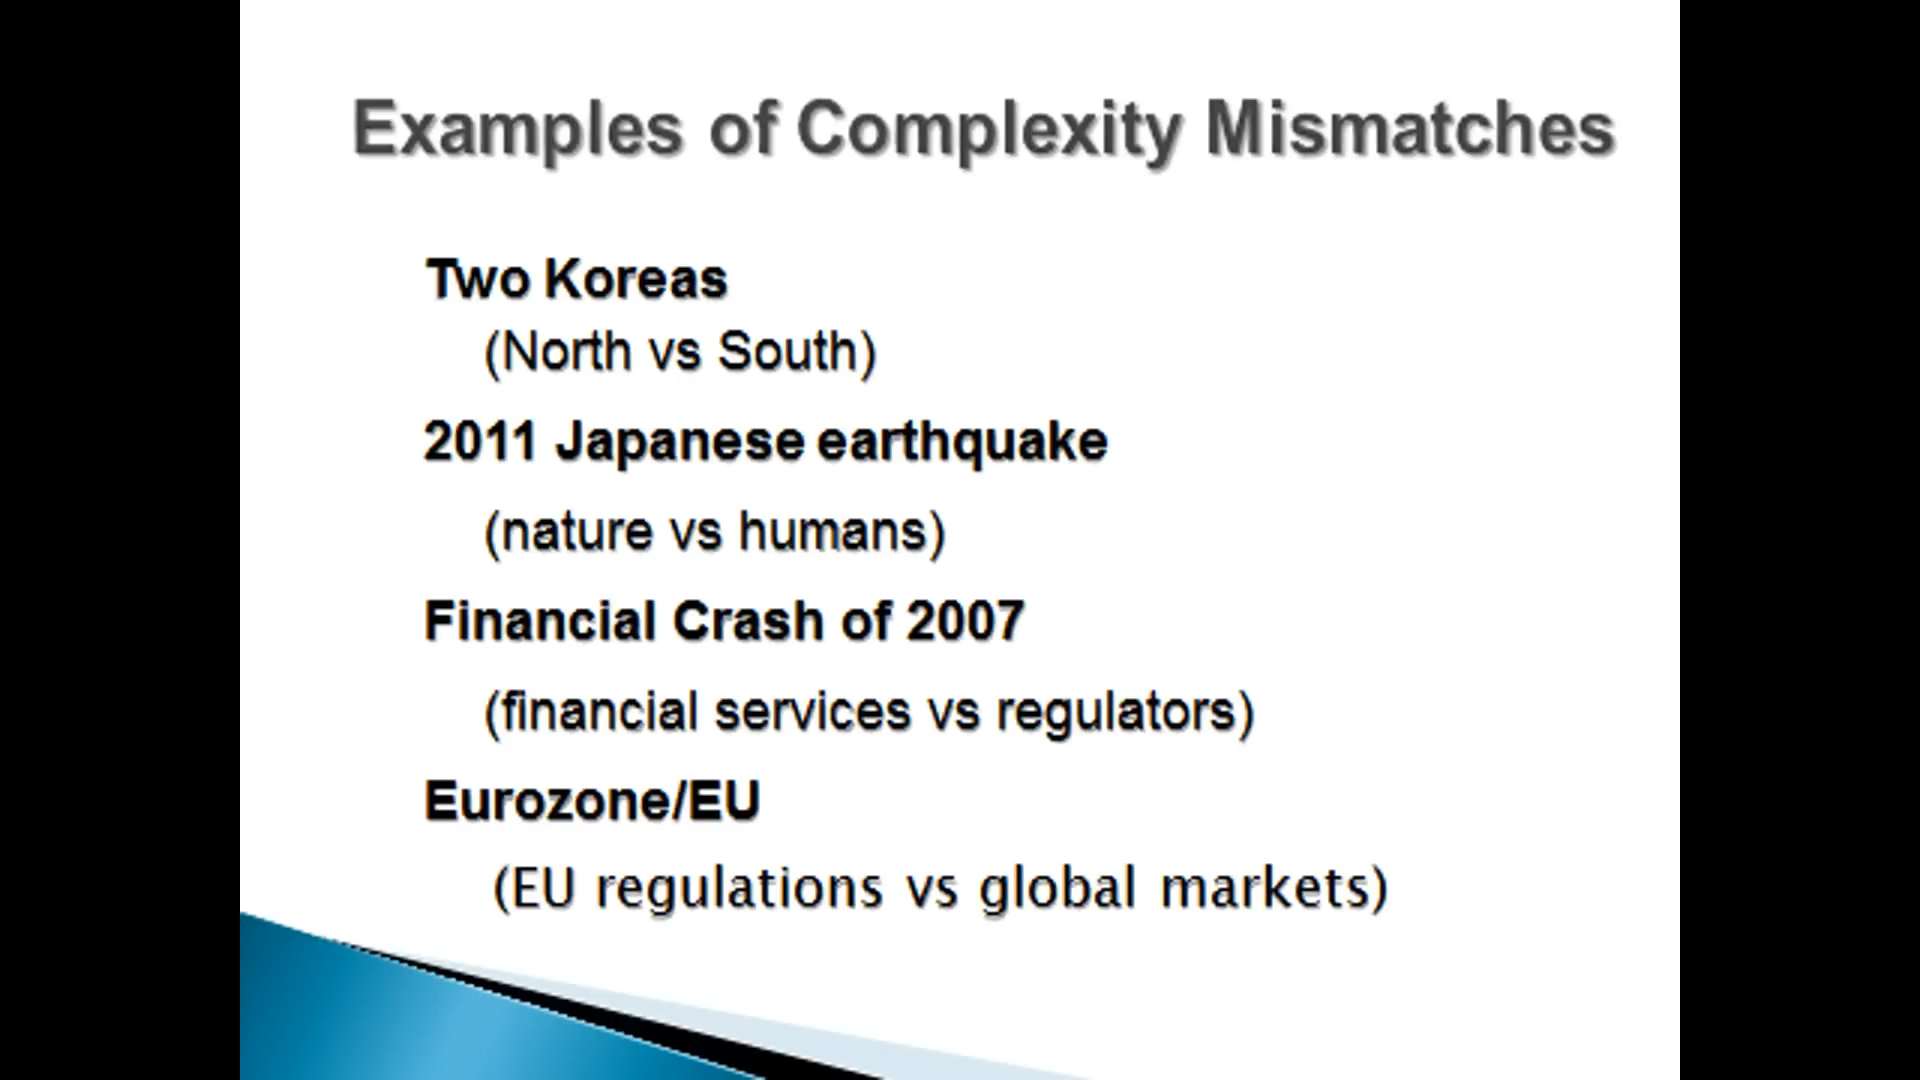 Examples of Complexity Mismatches
Two Koreas
(North vs South)
2011 Japanese earthquake
(nature vs humans)
Financial Crash of 2007
(financial services vs regulators)
Eurozone/EU
(EU regulations vs global markets)